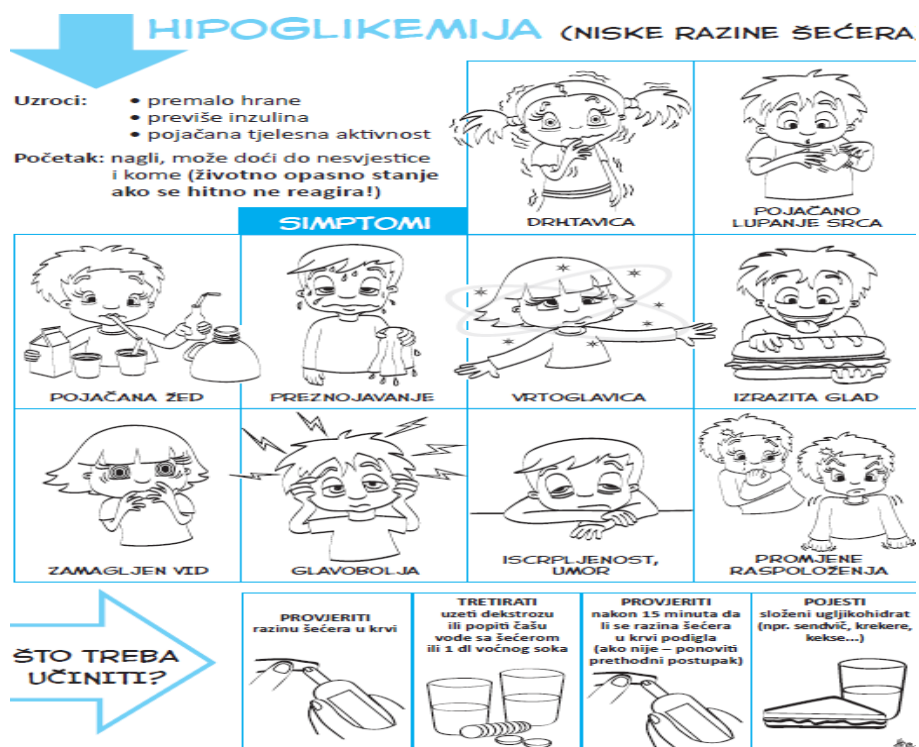 HIPOGLIKEMIJA (NISKE RAZINE ŠEĆERA
Uzroci: • premalo hrane
• previše inzulina
• pojačana tjelesna aktivnost
Početak: nagli, može doći do nesvjestice
i kome (životno opasno stanje
ako se hitno ne reagira!)
SIMPTOMI
DRHTAVICA
POJAČANO
LUPANJE SRCA
POJAČANA ŽEĐ
PREZNOJAVANJE
VRTOGLAVICA
IZRAZITA GLAD
ZAMAGLJEN VID
GLAVOBOLJA
ISCRPLJENOST,
UMOR
PROMJENE
RASPOLOŽENJA
ŠTO TREBA
UČINITI?
PROVJERITI
razinu šećera u krvi
TRETIRATI
uzeti dekstrozu
ili popiti čašu
vode sa šećerom
ili 1 dl voćnog soka
PROVJERITI
nakon 15 minuta da
li se razina šećera
u krvi podigla
(ako nije – ponoviti
prethodni postupak)
POJESTI
složeni ugljikohidrat
(npr. sendvič, krekere,
kekse...)